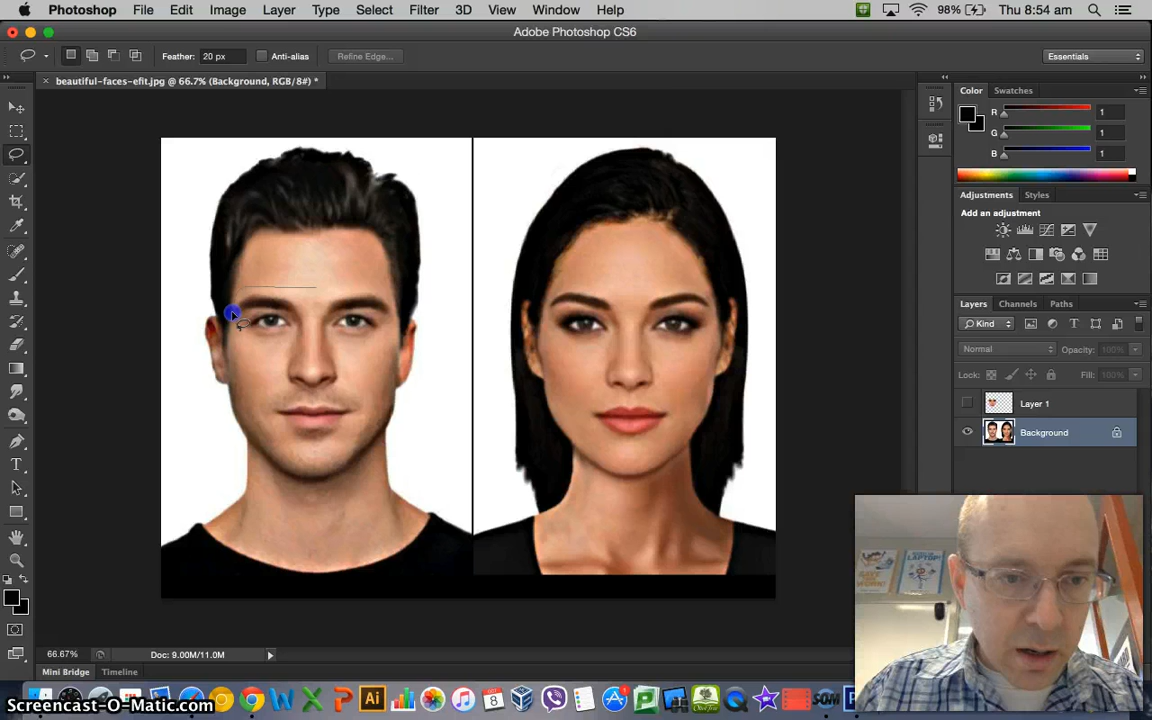 Photoshop File Edit Image Layer Type Select Filter 3D View Window Help 98% Thu 8:54 am
Adobe Photoshop CS6
Feather: 20 px Anti-alias Refine Edge... Essentials
× beautiful-faces-efit.jpg @ 66.7% (Background, RGB/8#) *
Color Swatches
R 1
G 1
B 1
Adjustments Styles
Add an adjustment
Layers Channels Paths
Kind
Normal Opacity: 100%
Lock: Fill: 100%
Layer 1
Background
66.67% Doc: 9.00M/11.0M
Mini Bridge Timeline
Screencast-O-Matic.com